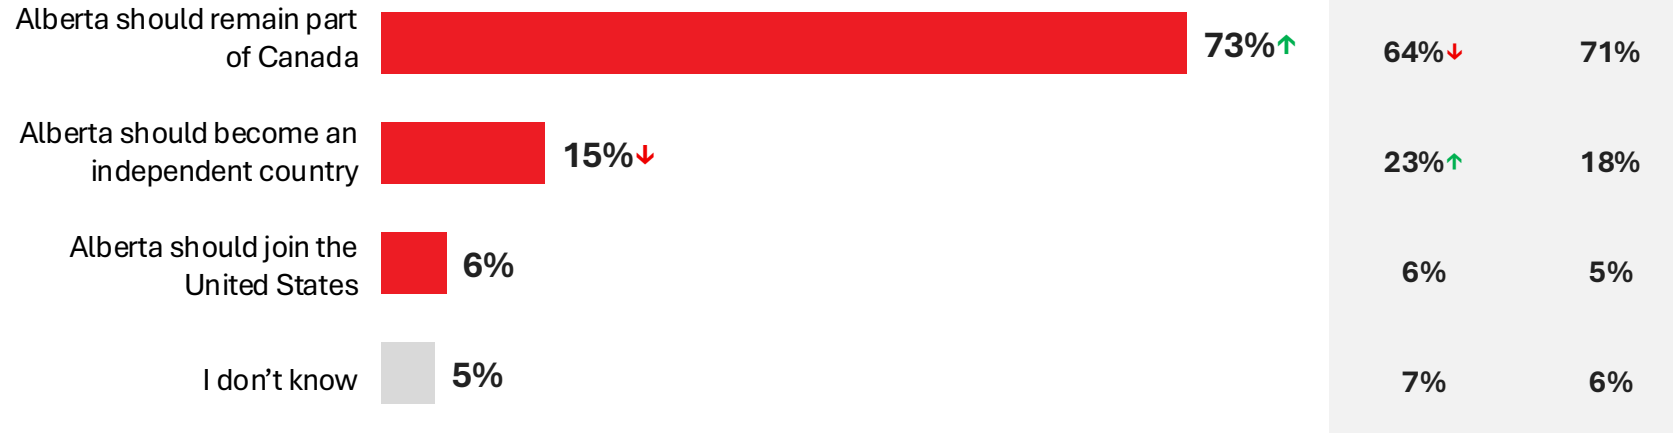 Alberta should remain part
of Canada
73%↑
64%↓
71%
Alberta should become an
independent country
15%↓
23%↑
18%
Alberta should join the
United States
6%
6%
5%
I don't know
5%
7%
6%